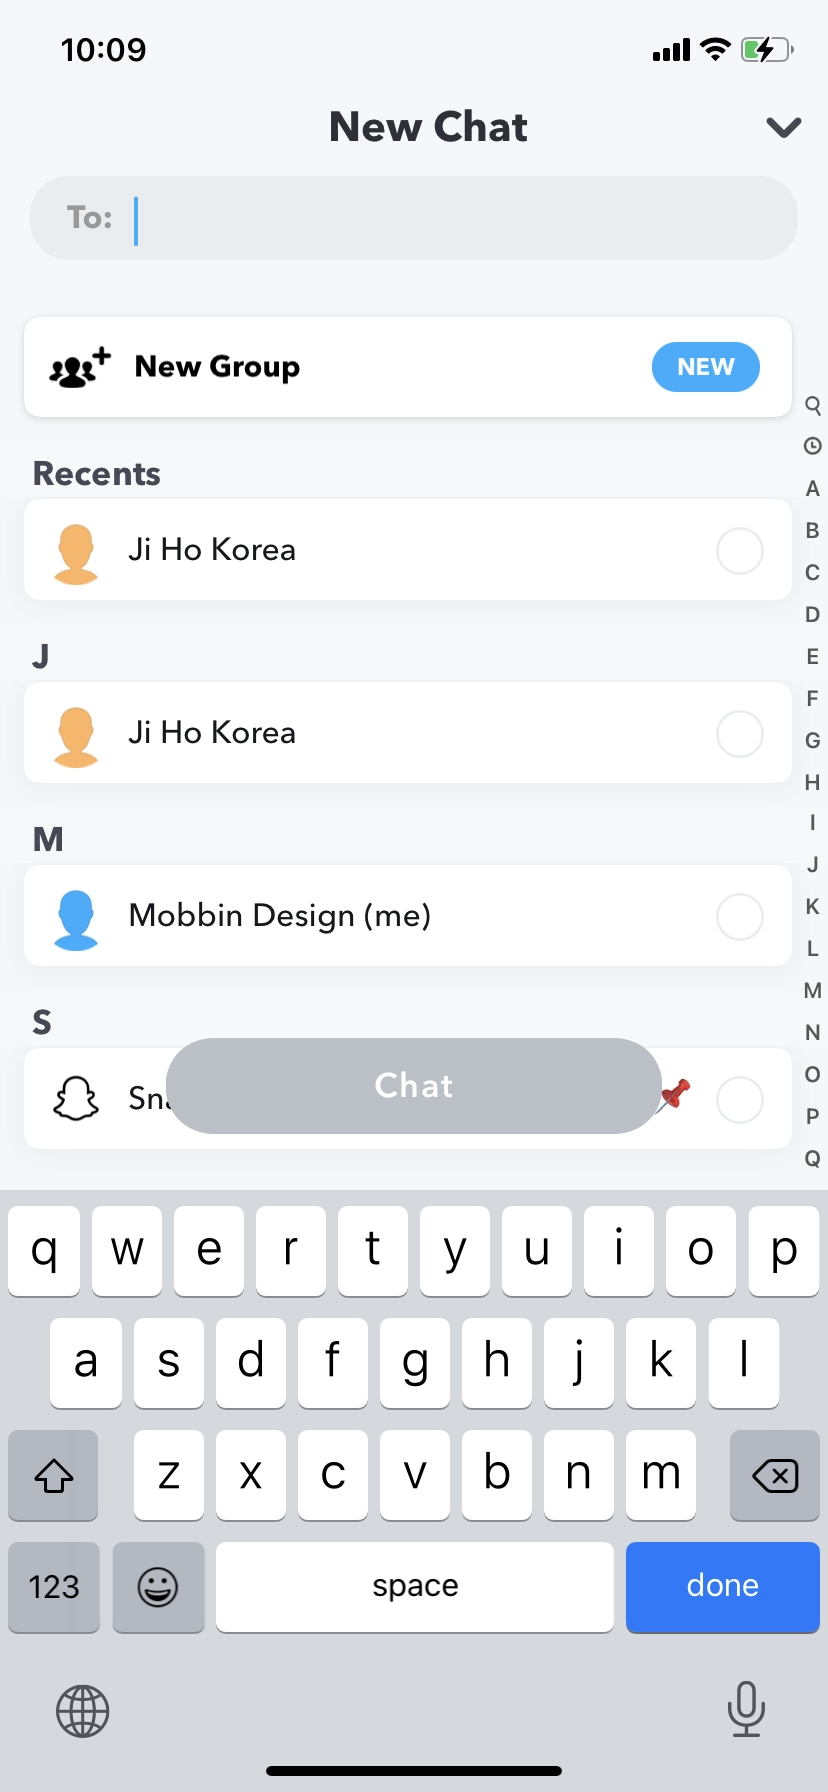 10:09
New Chat
To:
New Group
NEW
Recents
Ji Ho Korea
J
Ji Ho Korea
M
Mobbin Design (me)
S
Chat
Q
A
B
C
D
E
F
G
H
I
J
K
L
M
N
O
P
Q
q w e r t y u i o p
a s d f g h j k l
z x c v b n m
123 space done